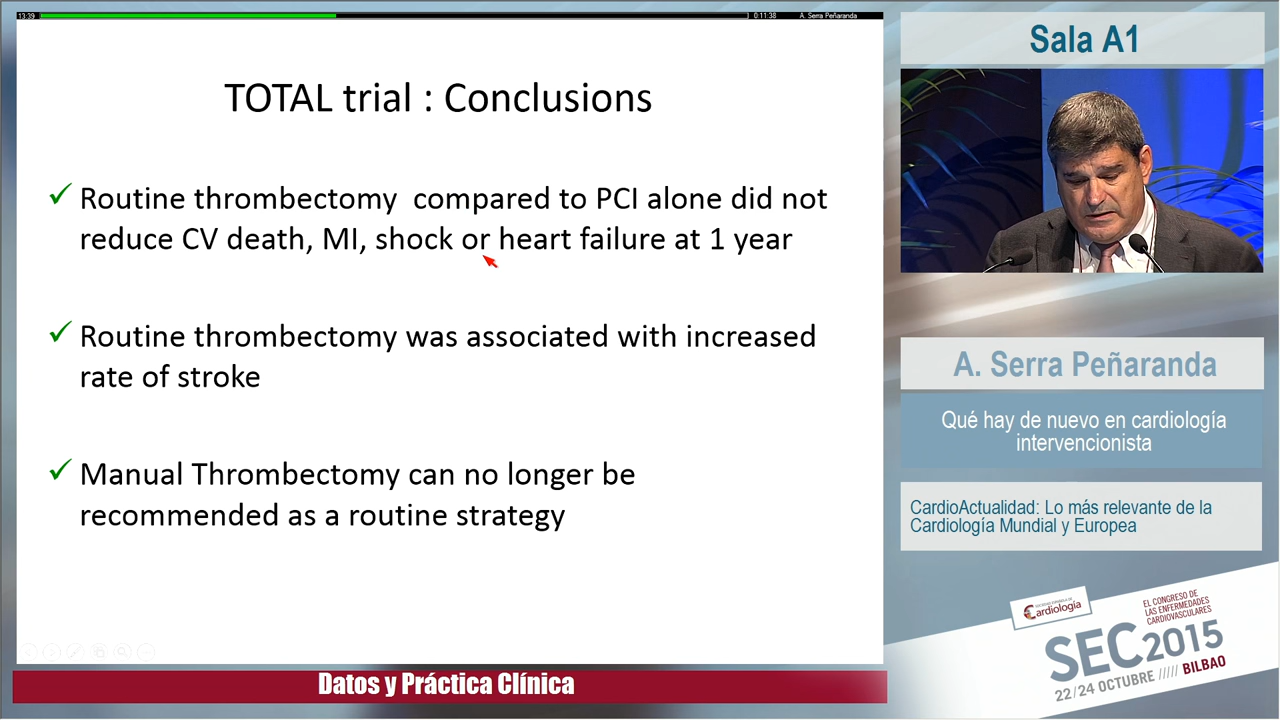 13:39
0:11:38
A. Serra Peñaranda
TOTAL trial : Conclusions
✓ Routine thrombectomy compared to PCI alone did not
reduce CV death, MI, shock or heart failure at 1 year
✓ Routine thrombectomy was associated with increased
rate of stroke
✓ Manual Thrombectomy can no longer be
recommended as a routine strategy
Datos y Práctica Clínica
Sala A1
A. Serra Peñaranda
Qué hay de nuevo en cardiología
intervencionista
CardioActualidad: Lo más relevante de la
Cardiología Mundial y Europea
SOCIEDAD ESPAÑOLA DE
Cardiología
EL CONGRESO DE
LAS ENFERMEDADES
CARDIOVASCULARES
SEC2015
22/24 OCTUBRE ///// BILBAO